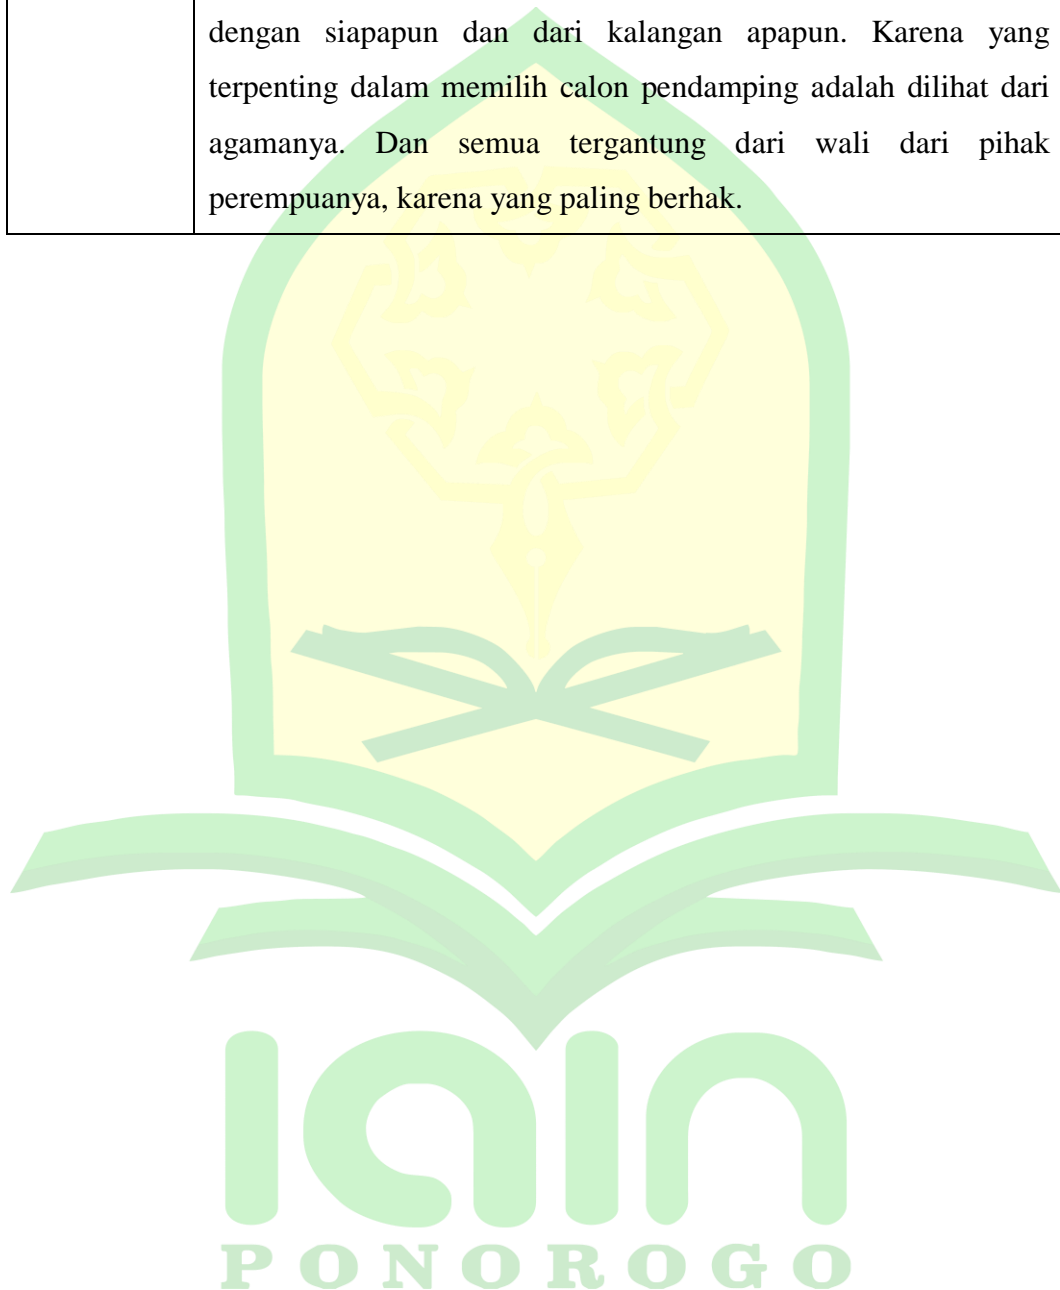 dengan siapapun dan dari kalangan apapun. Karena yang
terpenting dalam memilih calon pendamping adalah dilihat dari
agamanya. Dan semua tergantung dari wali dari pihak
perempuanya, karena yang paling berhak.
iain
PONOROGO